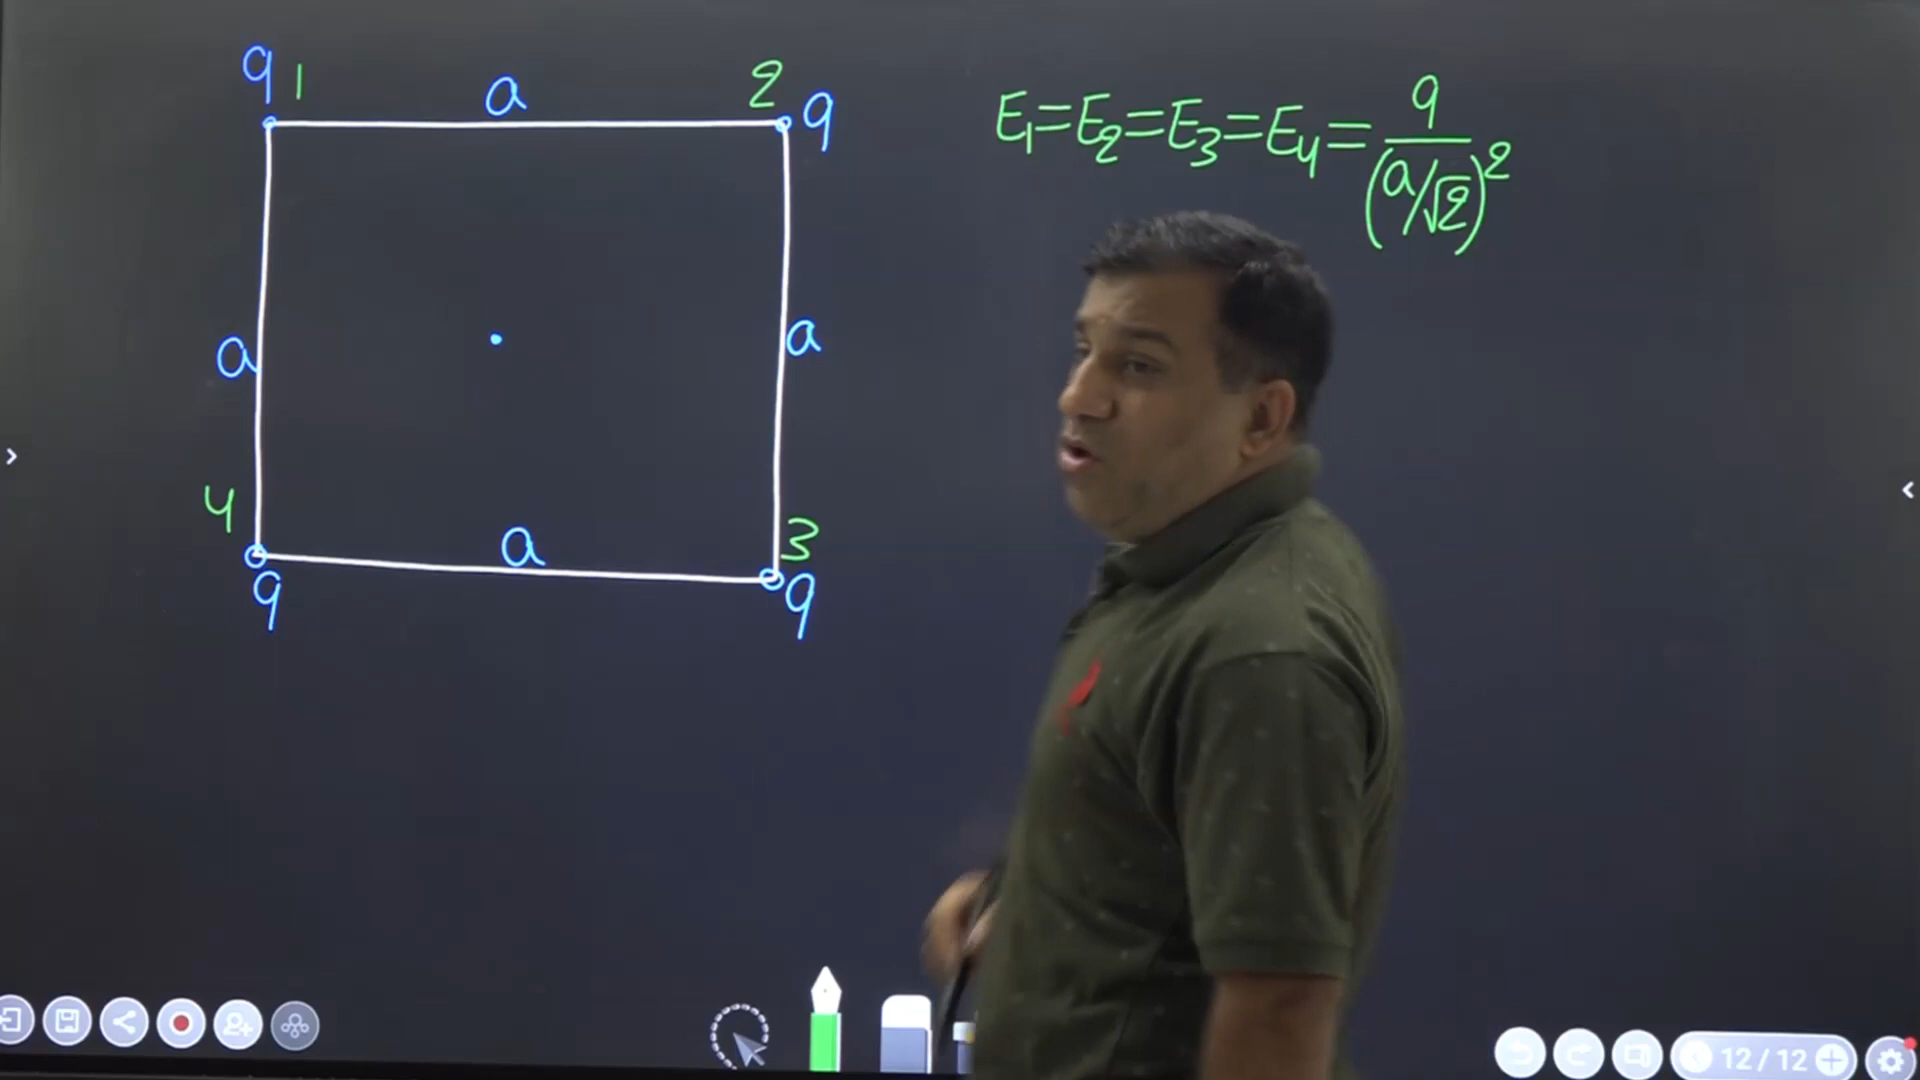 q 1 a 2 q
E₁=E₂=E₃=E₄= q/(a/√2)²
a a
4 a 3
q q
12/12